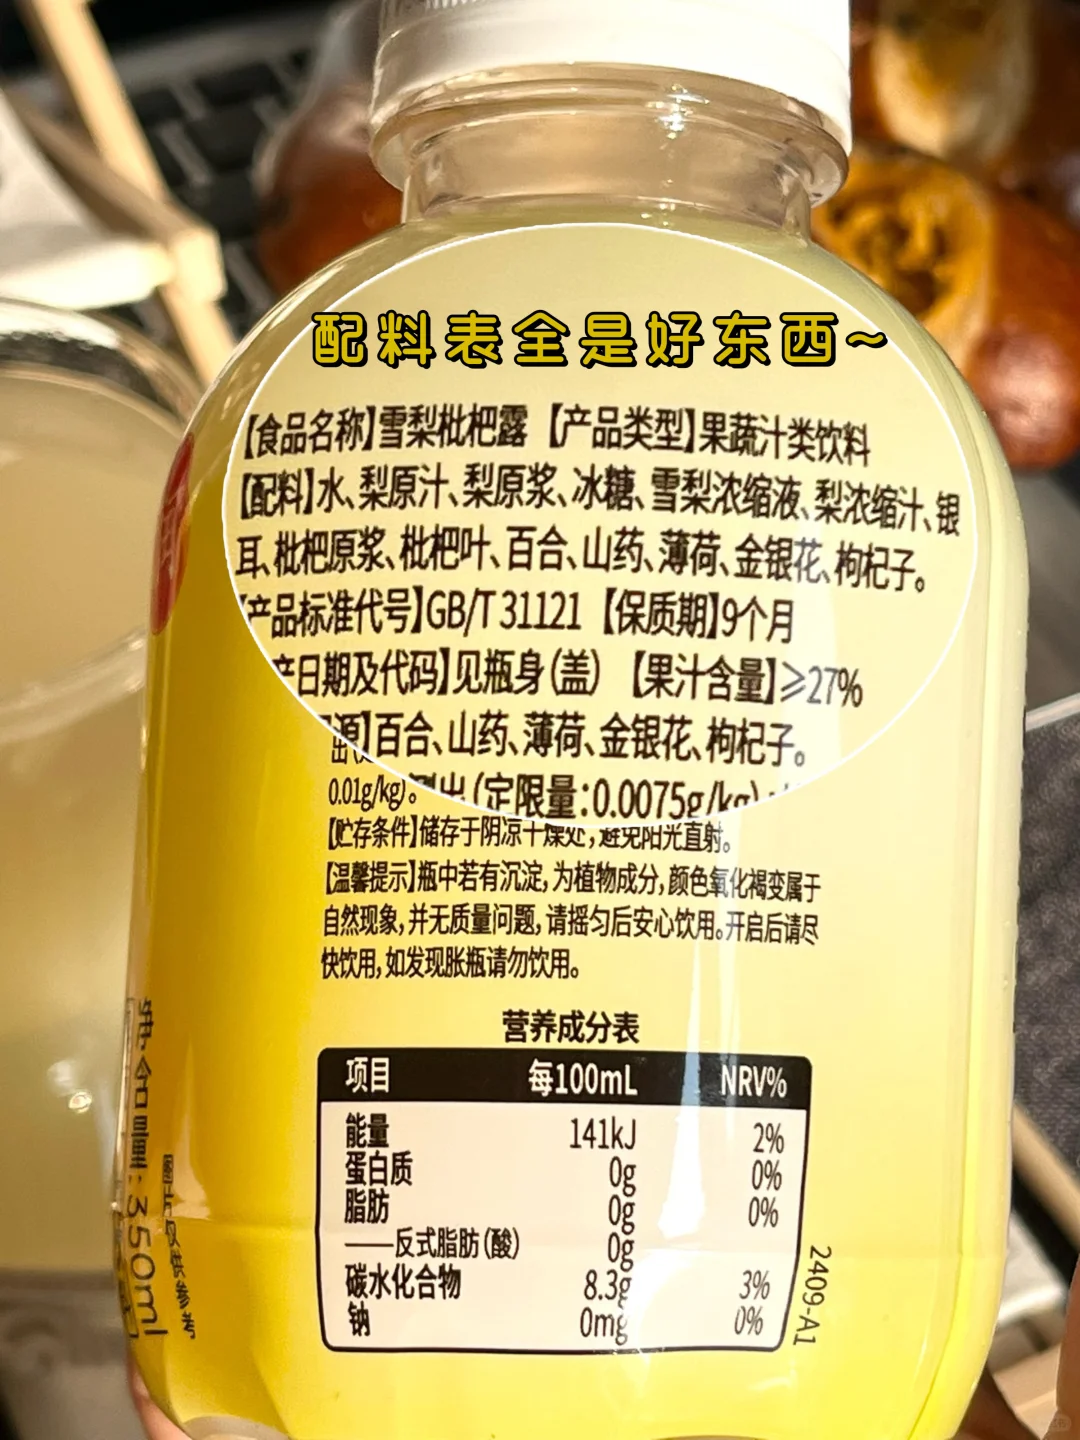 配料表全是好东西~
【食品名称】雪梨枇杷露 【产品类型】果蔬汁类饮料
【配料】水、梨原汁、梨原浆、冰糖、雪梨浓缩液、梨浓缩汁、银
耳、枇杷原浆、枇杷叶、百合、山药、薄荷、金银花、枸杞子。
产品标准代号】GB/T 31121 【保质期】9个月
产日期及代码】见瓶身(盖) 【果汁含量】≥27%
源】百合、山药、薄荷、金银花、枸杞子。
出(定限量:0.0075g/kg)
0.01g/kg)。
【贮存条件】储存于阴凉干燥处,避免阳光直射。
【温馨提示】瓶中若有沉淀,为植物成分,颜色氧化褐变属于
自然现象,并无质量问题,请摇匀后安心饮用。开启后请尽
快饮用,如发现胀瓶请勿饮用。
营养成分表
项目 每100mL NRV%
能量 141kJ 2%
蛋白质 0g 0%
脂肪 0g 0%
——反式脂肪(酸) 0g
碳水化合物 8.3g 3%
钠 0mg 0%
2409-A1
净含量:350ml
图片仅供参考